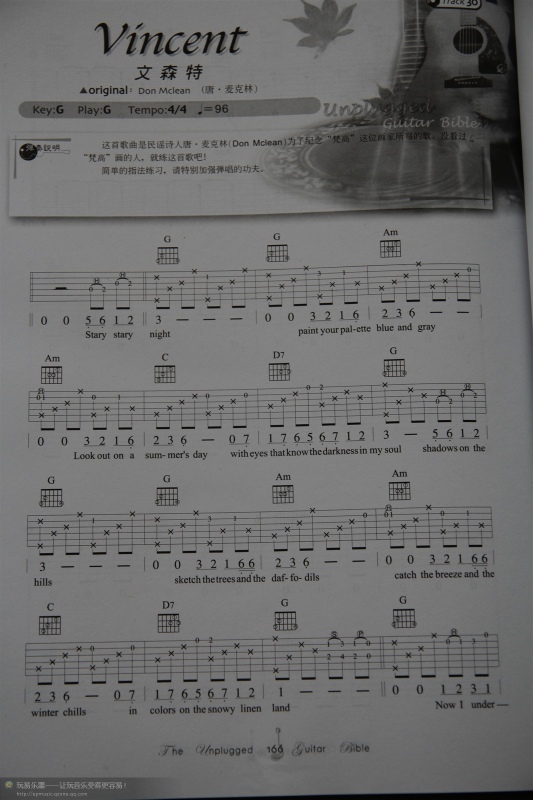 Track 30
Vincent
文森特
▲original: Don Mclean （唐·麦克林）
Key:G Play:G Tempo:4/4 ♩=96
Unplugged
Guitar Bible
这首歌曲是民谣诗人唐·麦克林(Don Mclean)为了纪念“梵高”这位画家所写的歌。
“梵高”画的人，就练这首歌吧！
简单的指法练习，请特别加强弹唱的功夫。
G G Am
0 0 5 6 1 2 3 — — — 0 0 3 2 1 6 2 3 6 — —
Stary stary night paint your pal-ette blue and gray
Am C D7 G
0 0 3 2 1 6 2 3 6 — 0 7 1 7 6 5 6 7 1 2 3 — 5 6 1 2
Look out on a sum-mer's day with eyes that know the darkness in my soul shadows on the
G G Am Am
3 — — — 0 0 3 2 1 6 6 2 3 6 — — 0 0 3 2 1 6 6
hills sketch the trees and the daf-fo-dils catch the breeze and the
C D7 G G
2 3 6 — 0 7 1 7 6 5 6 7 1 2 1 — — — 0 0 1 2 3 1
winter chills in colors on the snowy linen land Now I under—
The Unplugged 166 Guitar Bible
玩易乐票——让玩音乐变得更容易！